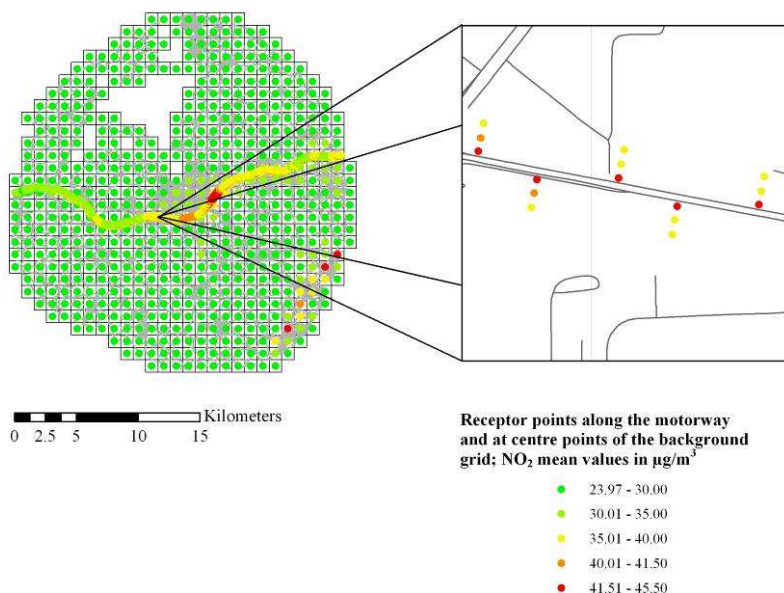 Kilometers
0 2.5 5 10 15
Receptor points along the motorway
and at centre points of the background
grid; NO₂ mean values in µg/m³
23.97 - 30.00
30.01 - 35.00
35.01 - 40.00
40.01 - 41.50
41.51 - 45.50